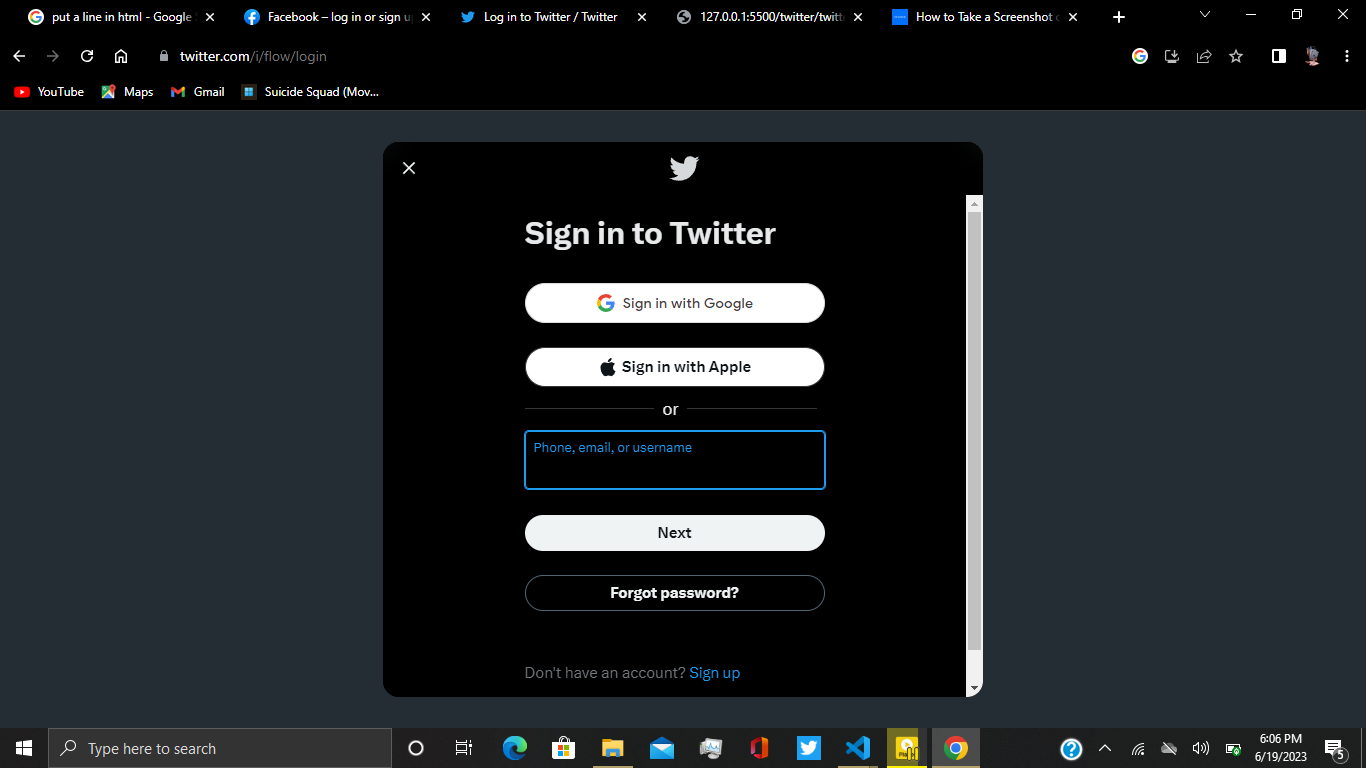 put a line in html - Google
Facebook – log in or sign u
Log in to Twitter / Twitter
127.0.0.1:5500/twitter/twitt
How to Take a Screenshot
twitter.com/i/flow/login
YouTube
Maps
Gmail
Suicide Squad (Mov...
Sign in to Twitter
Sign in with Google
Sign in with Apple
or
Phone, email, or username
Next
Forgot password?
Don't have an account? Sign up
Type here to search
6:06 PM
6/19/2023
5